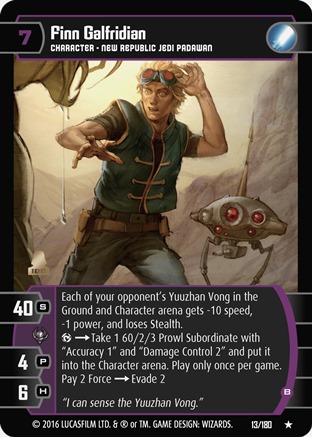 7
Finn Galfridian
CHARACTER - NEW REPUBLIC JEDI PADAWAN
40 S
4 P
6 H
Each of your opponent's Yuuzhan Vong in the
Ground and Character arena gets -10 speed,
-1 power, and loses Stealth.
→Take 1 60/2/3 Prowl Subordinate with
"Accuracy 1" and "Damage Control 2" and put it
into the Character arena. Play only once per game.
Pay 2 Force → Evade 2
B
"I can sense the Yuuzhan Vong."
© 2016 LUCASFILM LTD. & ® or TM. GAME DESIGN: WIZARDS.
13/180 ★